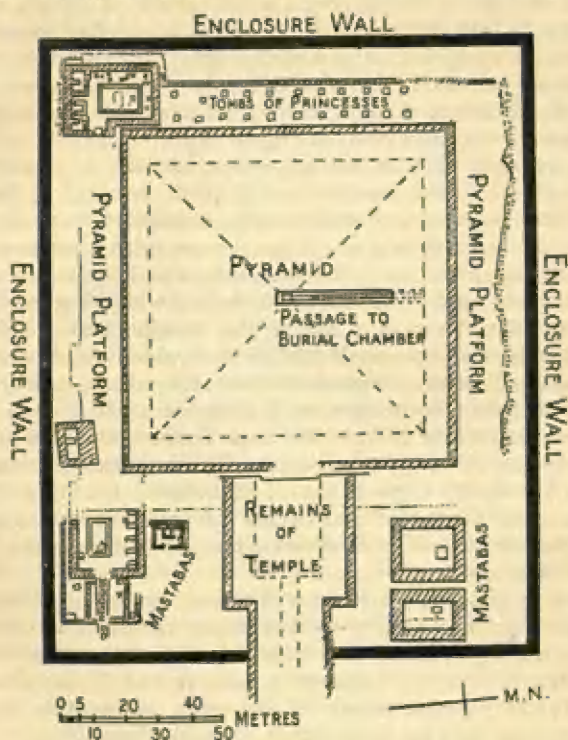 ENCLOSURE WALL
TOMBS OF PRINCESSES
PYRAMID PLATFORM
PYRAMID PLATFORM
ENCLOSURE WALL
ENCLOSURE WALL
PYRAMID
PASSAGE TO
BURIAL CHAMBER
REMAINS
OF
TEMPLE
MASTABAS
MASTABAS
M.N.
0 5 20 40
METRES
10 30 50